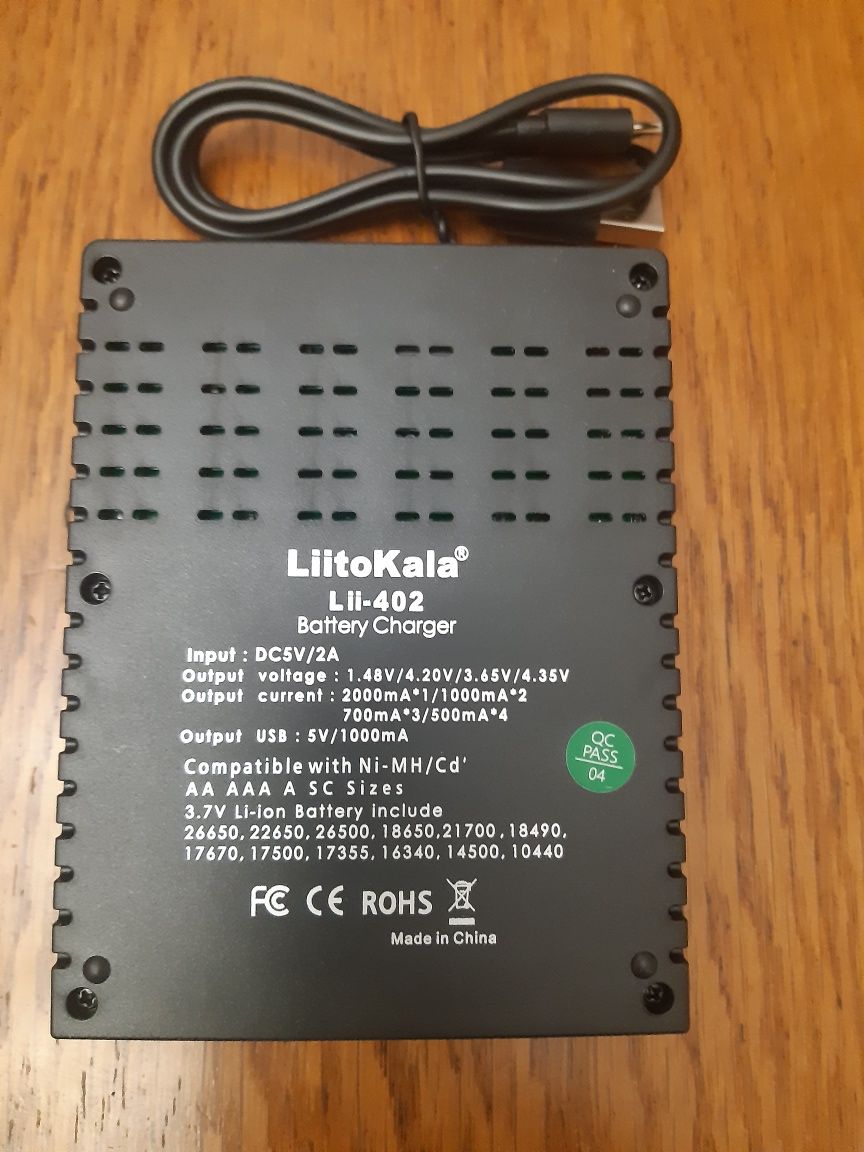 LiitoKala®
Lii-402
Battery Charger
Input : DC5V/2A
Output voltage : 1.48V/4.20V/3.65V/4.35V
Output current : 2000mA*1/1000mA*2
700mA*3/500mA*4
Output USB : 5V/1000mA
QC
PASS
04
Compatible with Ni-MH/Cd'
AA AAA A SC Sizes
3.7V Li-ion Battery include
26650, 22650, 26500, 18650,21700 ,18490,
17670, 17500, 17355, 16340, 14500, 10440
FC CE ROHS
Made in China